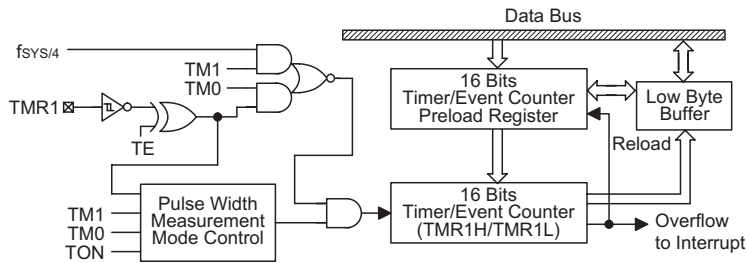 Data Bus
fSYS/4
TM1
TM0
TMR1
TE
16 Bits
Timer/Event Counter
Preload Register
Low Byte
Buffer
Reload
TM1
TM0
TON
Pulse Width
Measurement
Mode Control
16 Bits
Timer/Event Counter
(TMR1H/TMR1L)
Overflow
to Interrupt